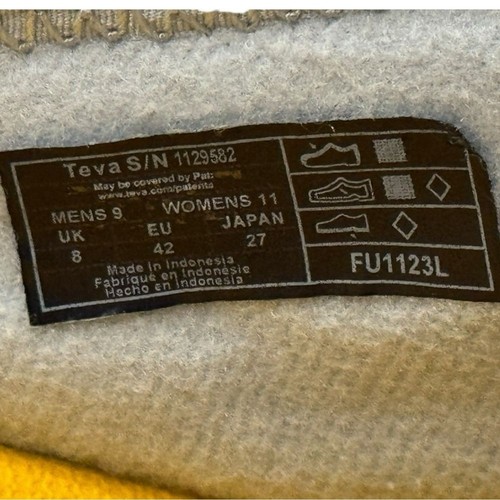 Teva S/N 1129582
May be covered by Pat:
www.teva.com/patents
MENS 9 WOMENS 11
UK EU JAPAN
8 42 27
Made in Indonesia
Fabriqué en Indonesie
Hecho en Indonesia
FU1123L